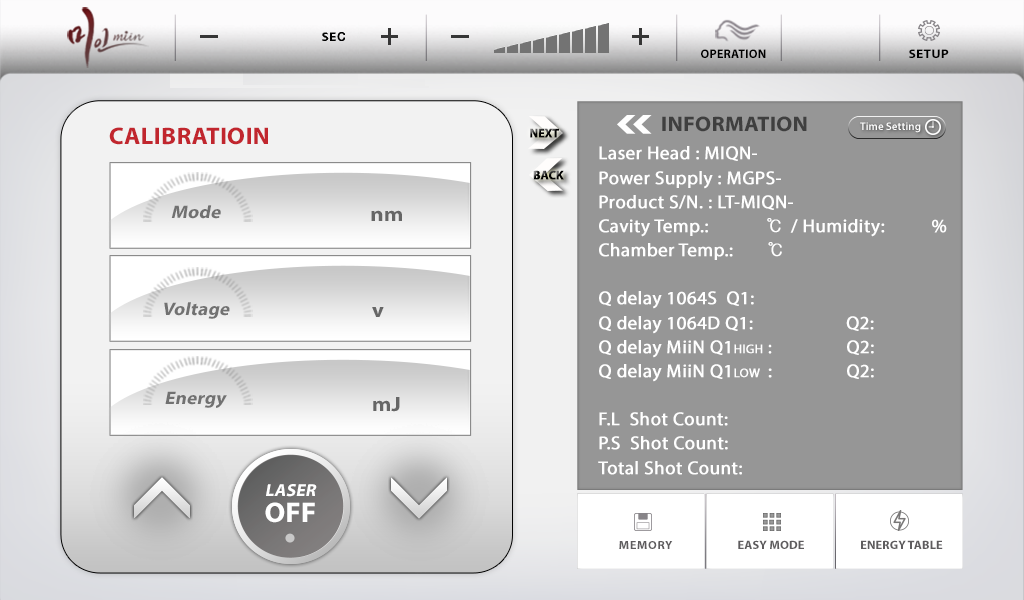 미인 miin
SEC
OPERATION
SETUP
CALIBRATIOIN
Mode nm
Voltage v
Energy mJ
LASER
OFF
NEXT
BACK
INFORMATION
Time Setting
Laser Head : MIQN-
Power Supply : MGPS-
Product S/N. : LT-MIQN-
Cavity Temp.: ℃ / Humidity: %
Chamber Temp.: ℃
Q delay 1064S Q1:
Q delay 1064D Q1: Q2:
Q delay MiiN Q1HIGH : Q2:
Q delay MiiN Q1LOW : Q2:
F.L Shot Count:
P.S Shot Count:
Total Shot Count:
MEMORY
EASY MODE
ENERGY TABLE